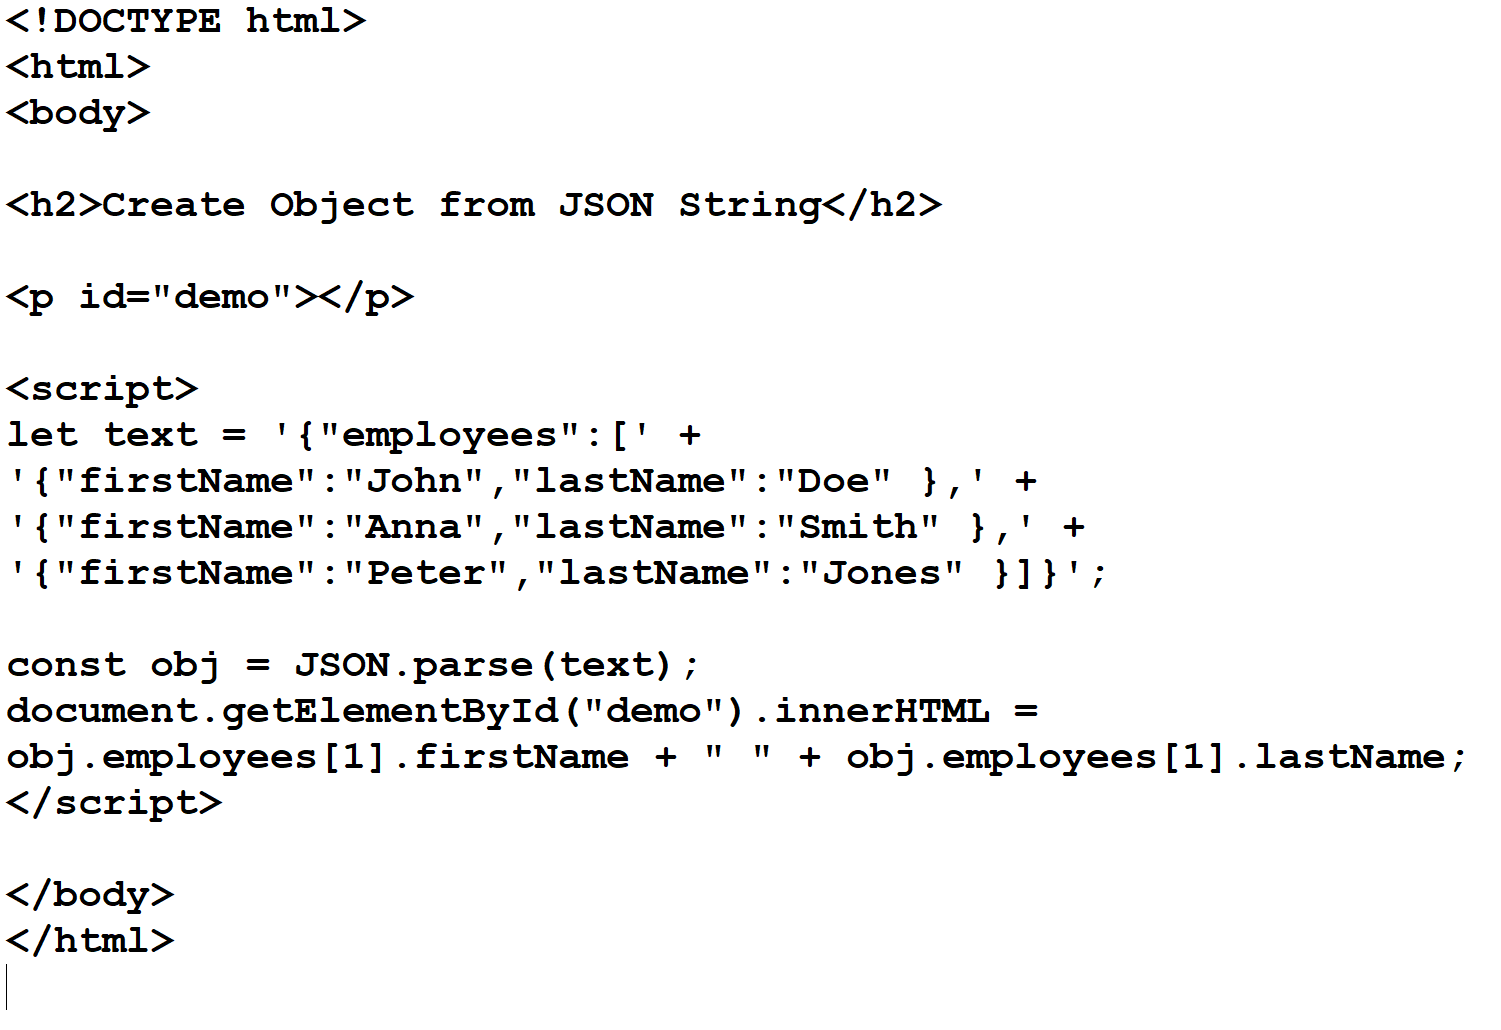 <!DOCTYPE html>
<html>
<body>
<h2>Create Object from JSON String</h2>
<p id="demo"></p>
<script>
let text = '{"employees":[' +
'{"firstName":"John","lastName":"Doe" },' +
'{"firstName":"Anna","lastName":"Smith" },' +
'{"firstName":"Peter","lastName":"Jones" }]}';
const obj = JSON.parse(text);
document.getElementById("demo").innerHTML =
obj.employees[1].firstName + " " + obj.employees[1].lastName;
</script>
</body>
</html>